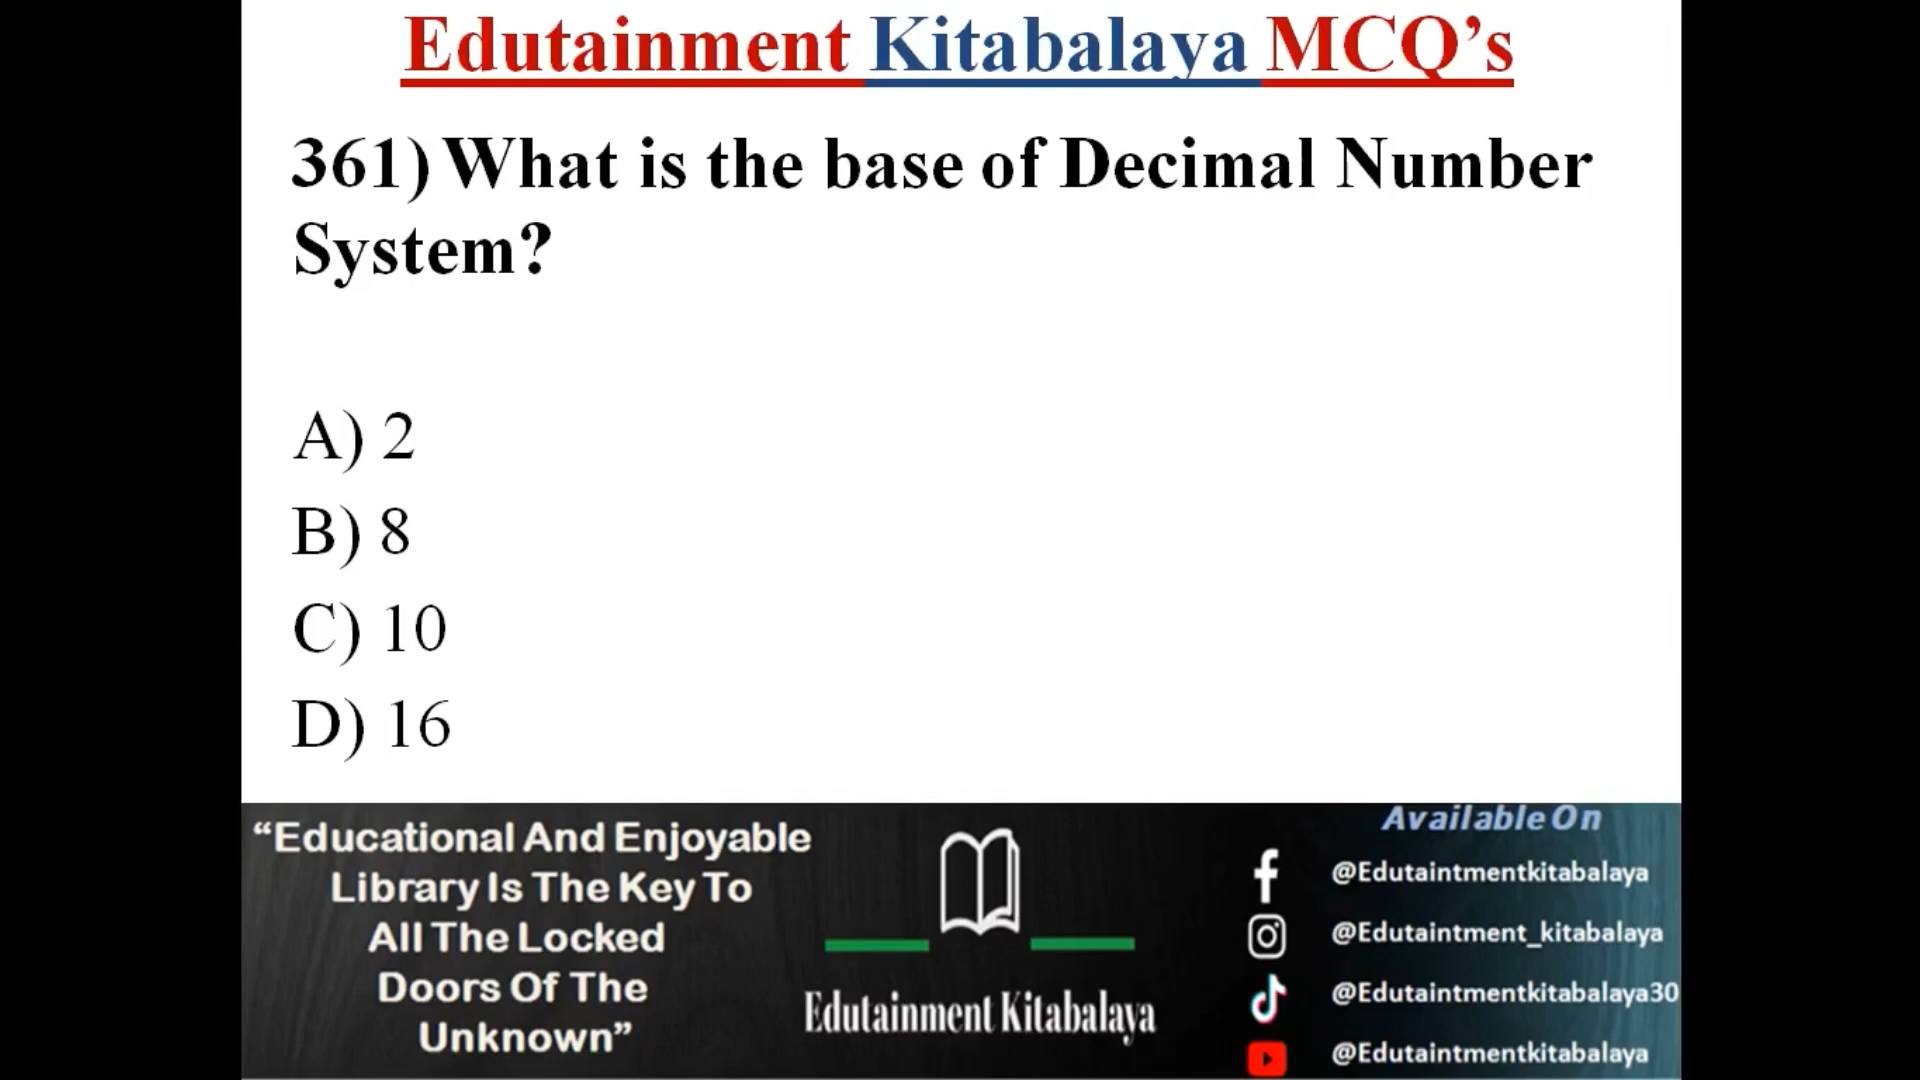 Edutainment Kitabalaya MCQ’s
361) What is the base of Decimal Number
System?
A) 2
B) 8
C) 10
D) 16
“Educational And Enjoyable
Library Is The Key To
All The Locked
Doors Of The
Unknown”
Edutainment Kitabalaya
Available On
@Edutaintmentkitabalaya
@Edutaintment_kitabalaya
@Edutaintmentkitabalaya30
@Edutaintmentkitabalaya